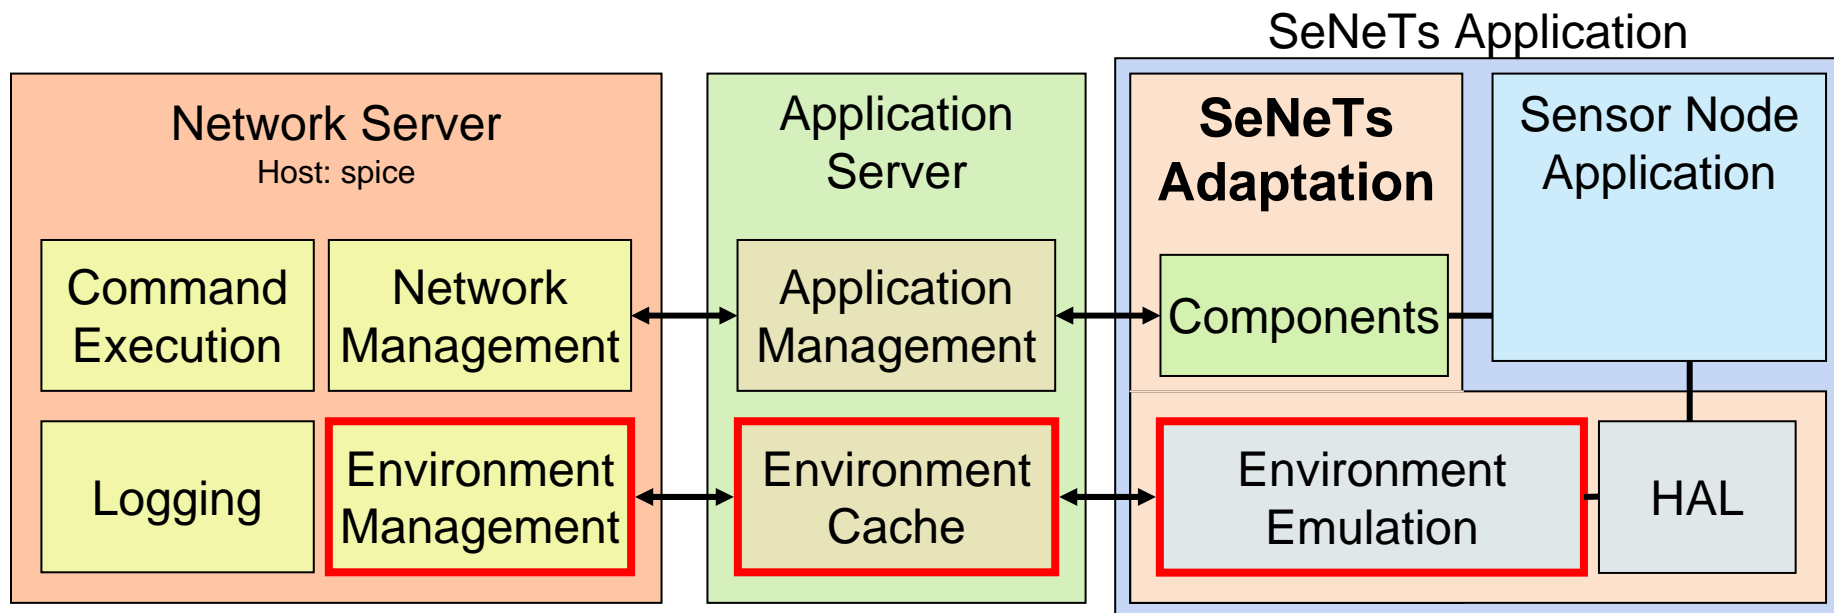 SeNeTs Application
Network Server
Host: spice
Command
Execution
Network
Management
Logging
Environment
Management
Application
Server
Application
Management
Environment
Cache
SeNeTs
Adaptation
Components
Sensor Node
Application
Environment
Emulation
HAL